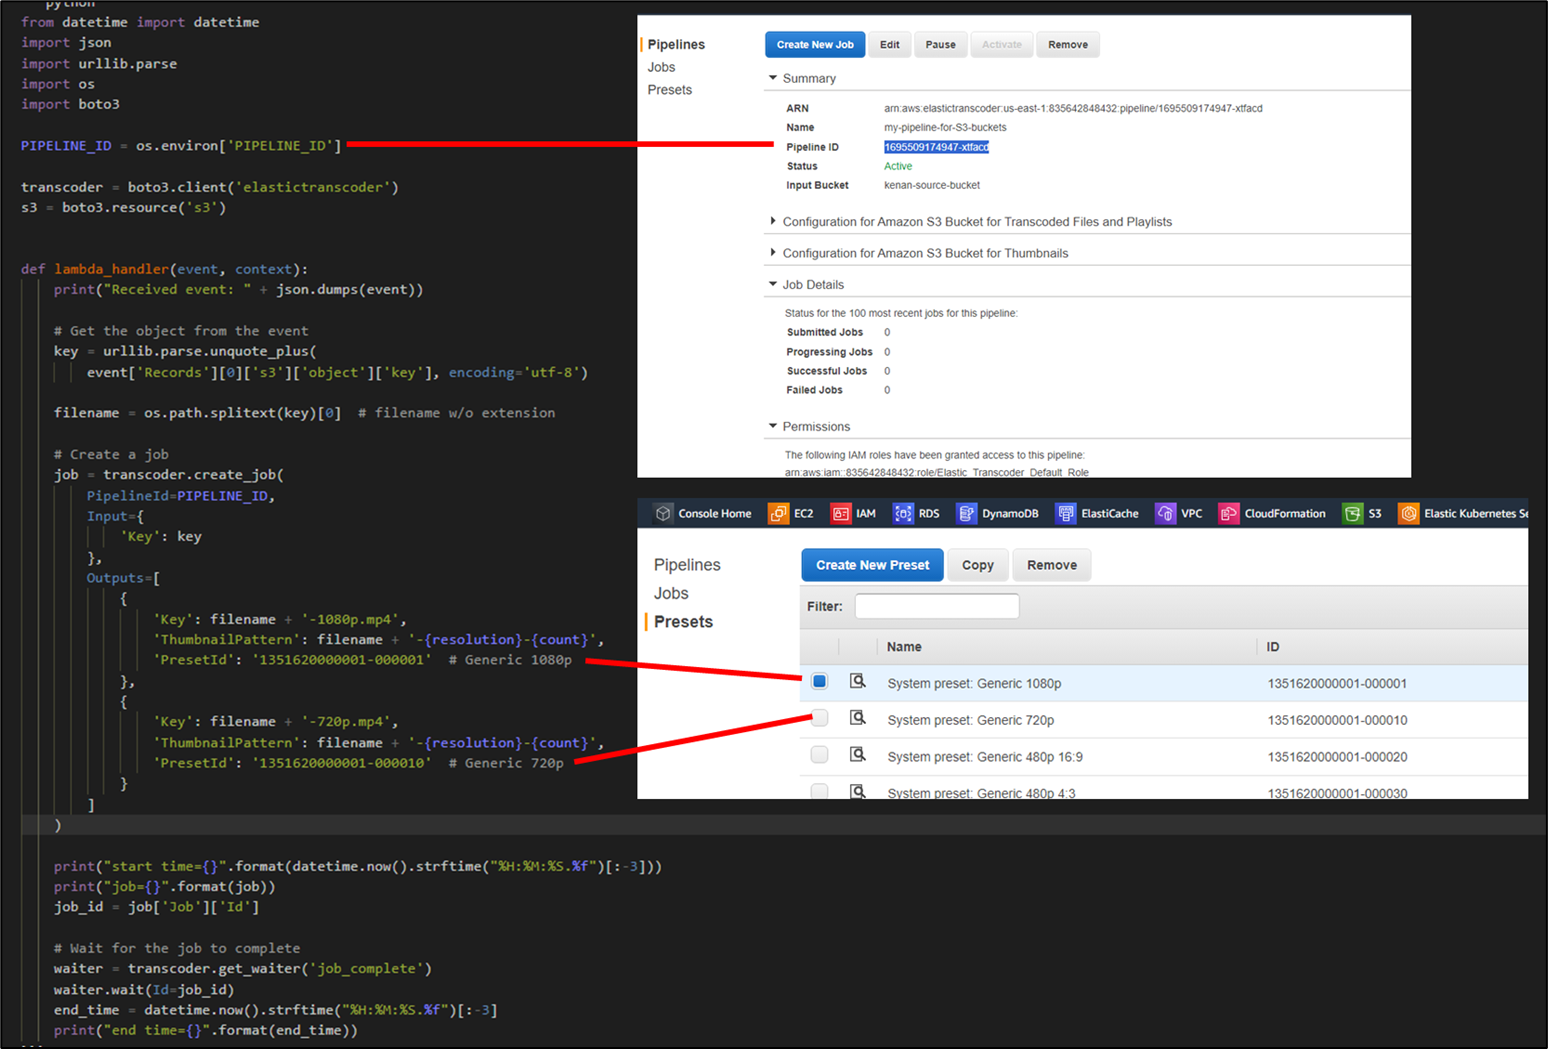 python
from datetime import datetime
import json
import urllib.parse
import os
import boto3
PIPELINE_ID = os.environ['PIPELINE_ID']
transcoder = boto3.client('elastictranscoder')
s3 = boto3.resource('s3')
def lambda_handler(event, context):
print("Received event: " + json.dumps(event))
# Get the object from the event
key = urllib.parse.unquote_plus(
event['Records'][0]['s3']['object']['key'], encoding='utf-8')
filename = os.path.splitext(key)[0]  # filename w/o extension
# Create a job
job = transcoder.create_job(
PipelineId=PIPELINE_ID,
Input={
'Key': key
},
Outputs=[
{
'Key': filename + '-1080p.mp4',
'ThumbnailPattern': filename + '-{resolution}-{count}',
'PresetId': '1351620000001-000001'  # Generic 1080p
},
{
'Key': filename + '-720p.mp4',
'ThumbnailPattern': filename + '-{resolution}-{count}',
'PresetId': '1351620000001-000010'  # Generic 720p
}
]
)
print("start time={}".format(datetime.now().strftime("%H:%M:%S.%f")[:-3]))
print("job={}".format(job))
job_id = job['Job']['Id']
# Wait for the job to complete
waiter = transcoder.get_waiter('job_complete')
waiter.wait(Id=job_id)
end_time = datetime.now().strftime("%H:%M:%S.%f")[:-3]
print("end time={}".format(end_time))
Pipelines
Jobs
Presets
Create New Job Edit Pause Activate Remove
Summary
ARN arn:aws:elastictranscoder:us-east-1:835642848432:pipeline/1695509174947-xtfacd
Name my-pipeline-for-S3-buckets
Pipeline ID 1695509174947-xtfacd
Status Active
Input Bucket kenan-source-bucket
Configuration for Amazon S3 Bucket for Transcoded Files and Playlists
Configuration for Amazon S3 Bucket for Thumbnails
Job Details
Status for the 100 most recent jobs for this pipeline:
Submitted Jobs 0
Progressing Jobs 0
Successful Jobs 0
Failed Jobs 0
Permissions
The following IAM roles have been granted access to this pipeline:
arn:aws:iam::835642848432:role/Elastic_Transcoder_Default_Role
Console Home EC2 IAM RDS DynamoDB ElastiCache VPC CloudFormation S3 Elastic Kubernetes Se
Pipelines
Jobs
Presets
Create New Preset Copy Remove
Filter:
Name ID
System preset: Generic 1080p 1351620000001-000001
System preset: Generic 720p 1351620000001-000010
System preset: Generic 480p 16:9 1351620000001-000020
System preset: Generic 480p 4:3 1351620000001-000030